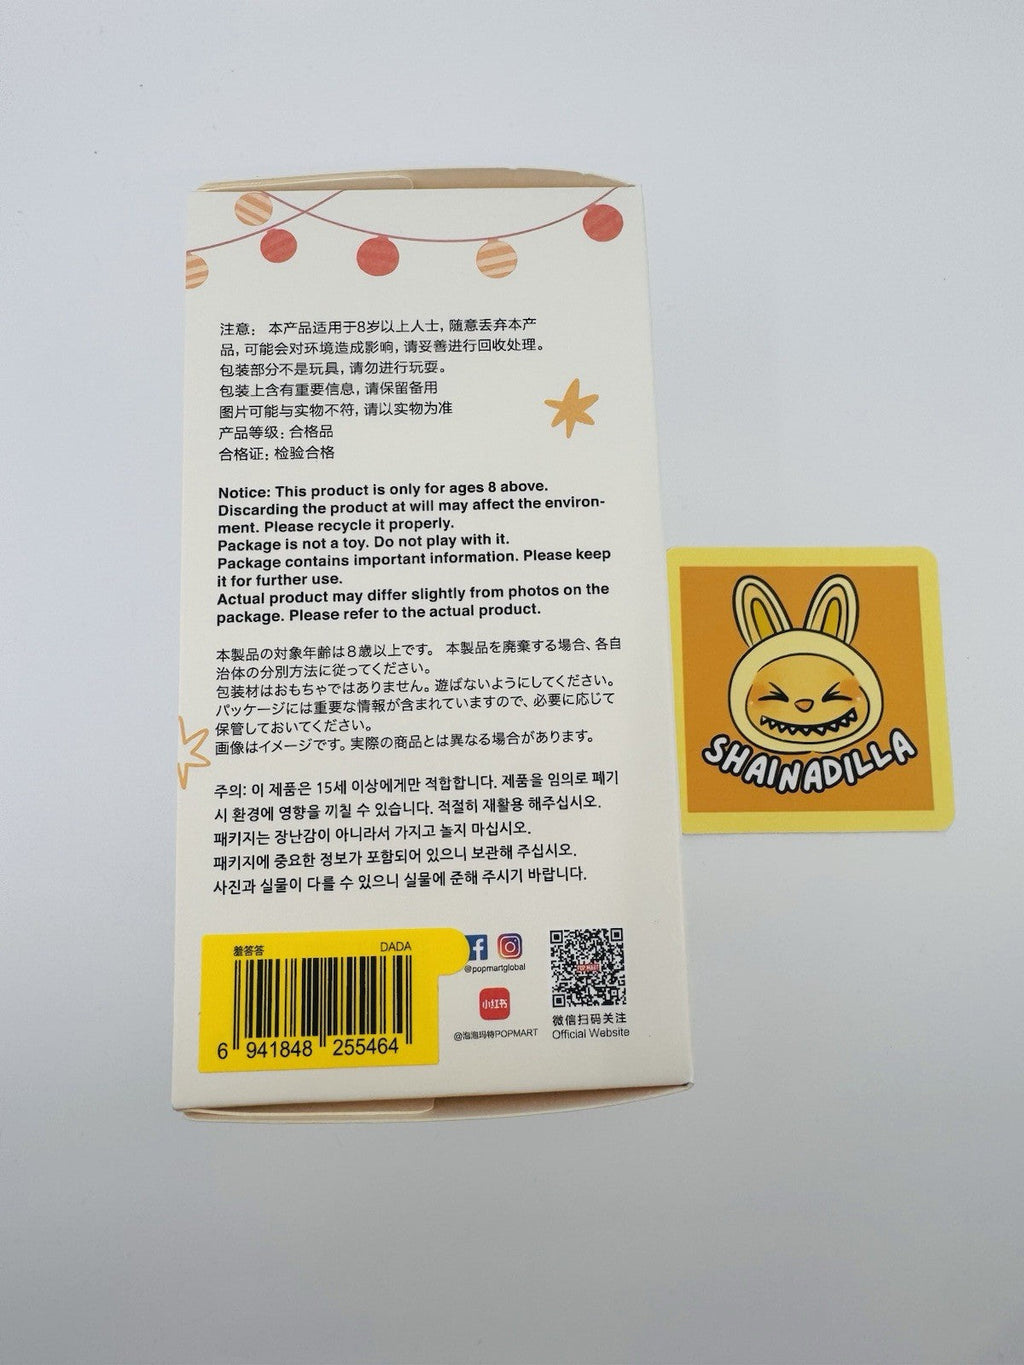 注意： 本产品适用于8岁以上人士，随意丢弃本产
品，可能会对环境造成影响，请妥善进行回收处理。
包装部分不是玩具，请勿进行玩耍。
包装上含有重要信息，请保留备用
图片可能与实物不符，请以实物为准
产品等级：合格品
合格证：检验合格
Notice: This product is only for ages 8 above.
Discarding the product at will may affect the environ-
ment. Please recycle it properly.
Package is not a toy. Do not play with it.
Package contains important information. Please keep
it for further use.
Actual product may differ slightly from photos on the
package. Please refer to the actual product.
本製品の対象年齢は８歳以上です。 本製品を廃棄する場合、各自
治体の分別方法に従ってください。
包装材はおもちゃではありません。遊ばないようにしてください。
パッケージには重要な情報が含まれていますので、必要に応じて
保管しておいてください。
画像はイメージです。実際の商品とは異なる場合があります。
주의: 이 제품은 15세 이상에게만 적합합니다. 제품을 임의로 폐기
시 환경에 영향을 끼칠 수 있습니다. 적절히 재활용 해주십시오.
패키지는 장난감이 아니라서 가지고 놀지 마십시오.
패키지에 중요한 정보가 포함되어 있으니 보관해 주십시오.
사진과 실물이 다를 수 있으니 실물에 준해 주시기 바랍니다.
羞答答 DADA
6 941848 255464
@popmartglobal
小红书
@泡泡玛特POPMART
POP MART
微信扫码关注
Official Website
SHAINADILLA